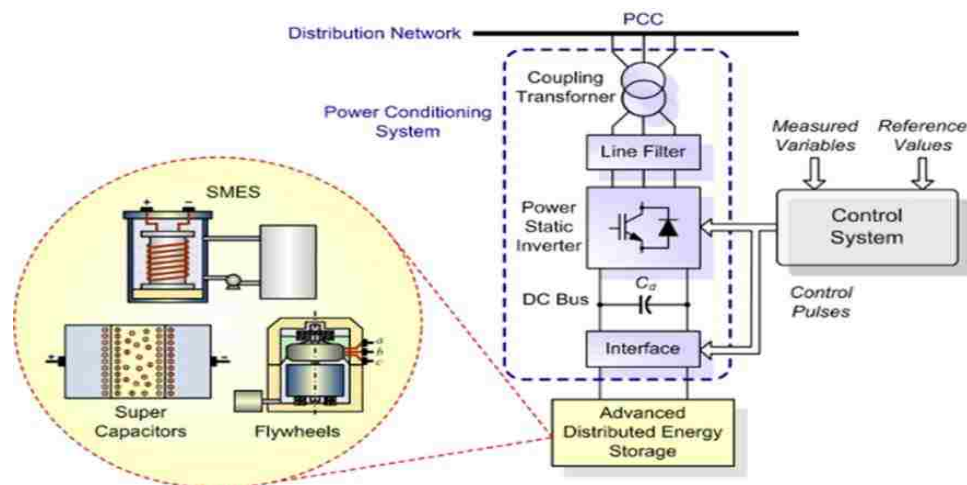 PCC
Distribution Network
Coupling
Transforner
Power Conditioning
System
Measured
Variables
Reference
Values
Line Filter
SMES
+ -
Power
Static
Inverter
Control
System
Cd
DC Bus
Control
Pulses
Interface
a
b
c
+ -
Super
Capacitors
Flywheels
Advanced
Distributed Energy
Storage